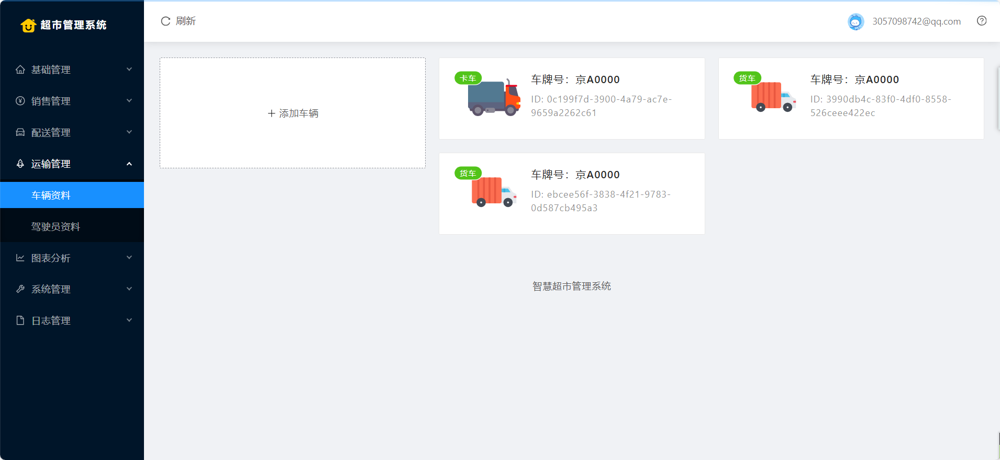 超市管理系统
基础管理
销售管理
配送管理
运输管理
车辆资料
驾驶员资料
图表分析
系统管理
日志管理
刷新
3057098742@qq.com
添加车辆
卡车
车牌号：京A0000
ID: 0c199f7d-3900-4a79-ac7e-
9659a2262c61
货车
车牌号：京A0000
ID: 3990db4c-83f0-4df0-8558-
526ceee422ec
货车
车牌号：京A0000
ID: ebcee56f-3838-4f21-9783-
0d587cb495a3
智慧超市管理系统